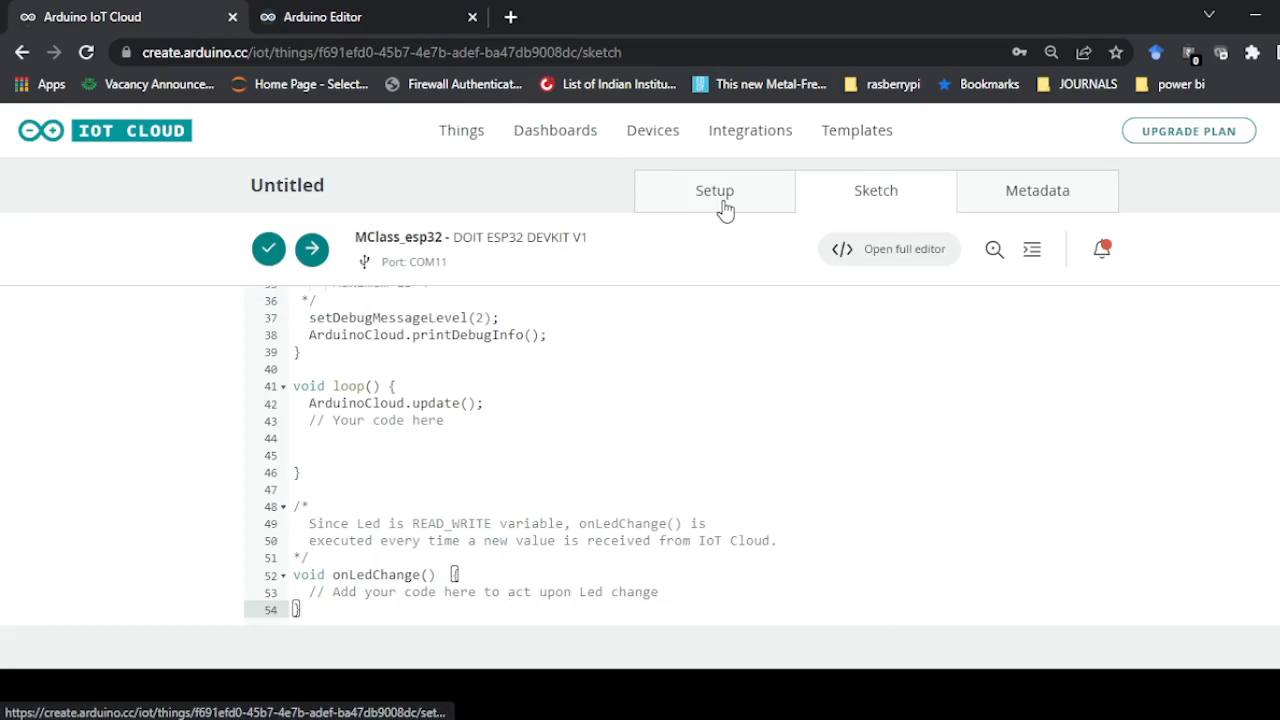 Arduino IoT Cloud
Arduino Editor
create.arduino.cc/iot/things/f691efd0-45b7-4e7b-adef-ba47db9008dc/sketch
Apps Vacancy Announce... Home Page - Select... Firewall Authenticat... List of Indian Institu... This new Metal-Fre... rasberrypi Bookmarks JOURNALS power bi
IOT CLOUD Things Dashboards Devices Integrations Templates UPGRADE PLAN
Untitled Setup Sketch Metadata
MClass_esp32 - DOIT ESP32 DEVKIT V1
Port: COM11
</> Open full editor
36 */
37 setDebugMessageLevel(2);
38 ArduinoCloud.printDebugInfo();
39 }
40
41 void loop() {
42 ArduinoCloud.update();
43 // Your code here
44
45
46 }
47
48 /*
49 Since Led is READ_WRITE variable, onLedChange() is
50 executed every time a new value is received from IoT Cloud.
51 */
52 void onLedChange() {
53 // Add your code here to act upon Led change
54 }
https://create.arduino.cc/iot/things/f691efd0-45b7-4e7b-adef-ba47db9008dc/set...